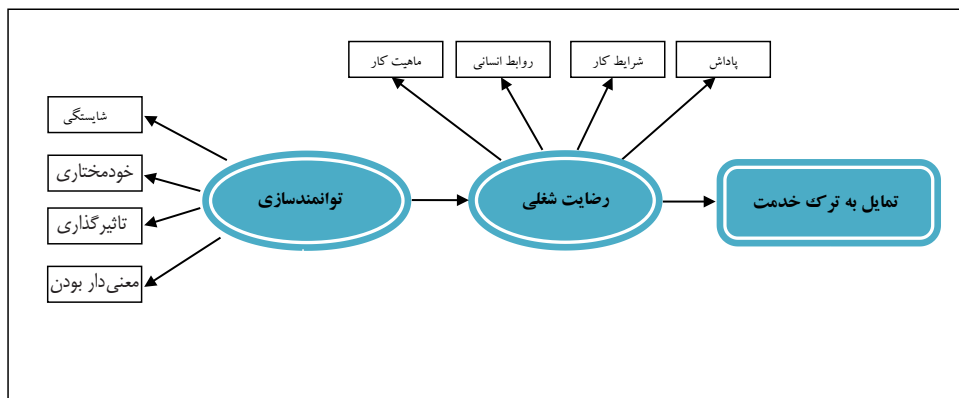 ماهیت کار
روابط انسانی
شرایط کار
پاداش
شایستگی
خودمختاری
تاثیرگذاری
معنی‌دار بودن
توانمندسازی
رضایت شغلی
تمایل به ترک خدمت